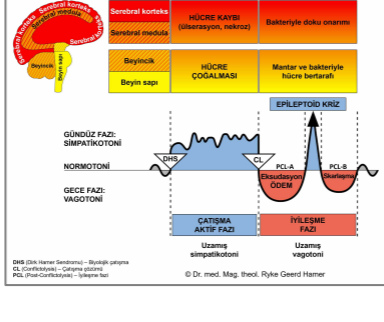 Serebral korteks
Serebral korteks
Serebral korteks
Serebral medula
Beyincik
Beyin sapı
Serebral korteks
Serebral medula
HÜCRE KAYBI
(ülserasyon, nekroz)
Bakteriyle doku onarımı
Beyincik
Beyin sapı
HÜCRE
ÇOĞALMASI
Mantar ve bakteriyle
hücre bertarafı
EPİLEPTOİD KRİZ
GÜNDÜZ FAZI:
SİMPATİKOTONİ
NORMOTONİ
GECE FAZI:
VAGOTONİ
DHS
CL
PCL-A
PCL-B
Eksudasyon
ÖDEM
Skarlaşma
ÇATIŞMA
AKTİF FAZI
İYİLEŞME
FAZI
Uzamış
simpatikotoni
Uzamış
vagotoni
DHS (Dirk Hamer Sendromu) – Biyolojik çatışma
CL (Conflictolysis) – Çatışma çözümü
PCL (Post-Conflictolysis) – İyileşme fazı
© Dr. med. Mag. theol. Ryke Geerd Hamer